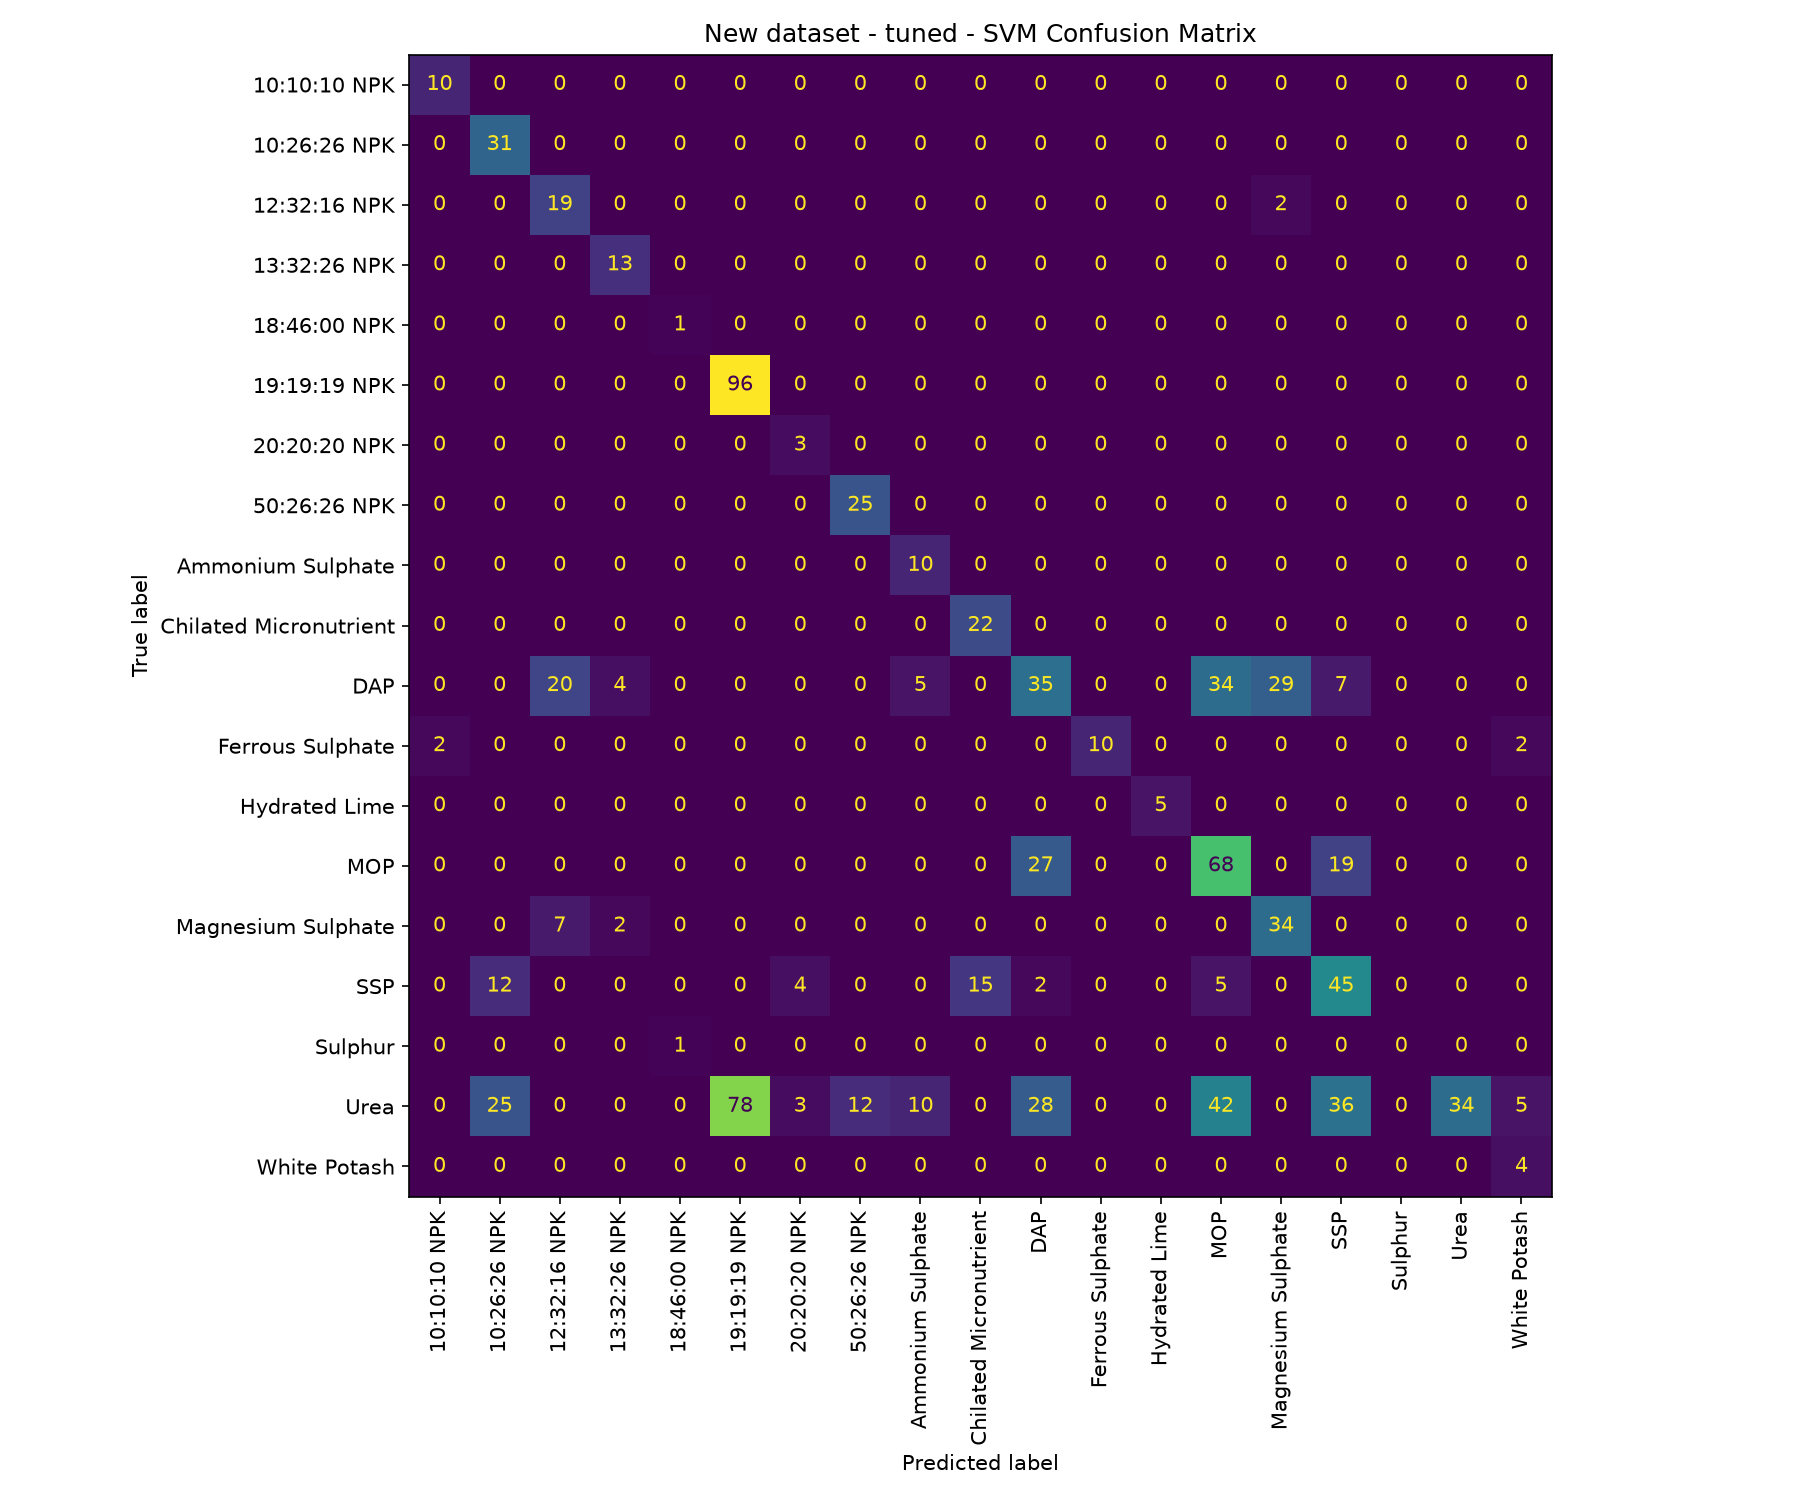 New dataset - tuned - SVM Confusion Matrix
10:10:10 NPK 10 0 0 0 0 0 0 0 0 0 0 0 0 0 0 0 0 0 0
10:26:26 NPK 0 31 0 0 0 0 0 0 0 0 0 0 0 0 0 0 0 0 0
12:32:16 NPK 0 0 19 0 0 0 0 0 0 0 0 0 0 0 2 0 0 0 0
13:32:26 NPK 0 0 0 13 0 0 0 0 0 0 0 0 0 0 0 0 0 0 0
18:46:00 NPK 0 0 0 0 1 0 0 0 0 0 0 0 0 0 0 0 0 0 0
19:19:19 NPK 0 0 0 0 0 96 0 0 0 0 0 0 0 0 0 0 0 0 0
20:20:20 NPK 0 0 0 0 0 0 3 0 0 0 0 0 0 0 0 0 0 0 0
50:26:26 NPK 0 0 0 0 0 0 0 25 0 0 0 0 0 0 0 0 0 0 0
Ammonium Sulphate 0 0 0 0 0 0 0 0 10 0 0 0 0 0 0 0 0 0 0
Chilated Micronutrient 0 0 0 0 0 0 0 0 0 22 0 0 0 0 0 0 0 0 0
DAP 0 0 20 4 0 0 0 0 5 0 35 0 0 34 29 7 0 0 0
Ferrous Sulphate 2 0 0 0 0 0 0 0 0 0 0 10 0 0 0 0 0 0 2
Hydrated Lime 0 0 0 0 0 0 0 0 0 0 0 0 5 0 0 0 0 0 0
MOP 0 0 0 0 0 0 0 0 0 0 27 0 0 68 0 19 0 0 0
Magnesium Sulphate 0 0 7 2 0 0 0 0 0 0 0 0 0 0 34 0 0 0 0
SSP 0 12 0 0 0 0 4 0 0 15 2 0 0 5 0 45 0 0 0
Sulphur 0 0 0 0 1 0 0 0 0 0 0 0 0 0 0 0 0 0 0
Urea 0 25 0 0 0 78 3 12 10 0 28 0 0 42 0 36 0 34 5
White Potash 0 0 0 0 0 0 0 0 0 0 0 0 0 0 0 0 0 0 4
True label
10:10:10 NPK
10:26:26 NPK
12:32:16 NPK
13:32:26 NPK
18:46:00 NPK
19:19:19 NPK
20:20:20 NPK
50:26:26 NPK
Ammonium Sulphate
Chilated Micronutrient
DAP
Ferrous Sulphate
Hydrated Lime
MOP
Magnesium Sulphate
SSP
Sulphur
Urea
White Potash
Predicted label